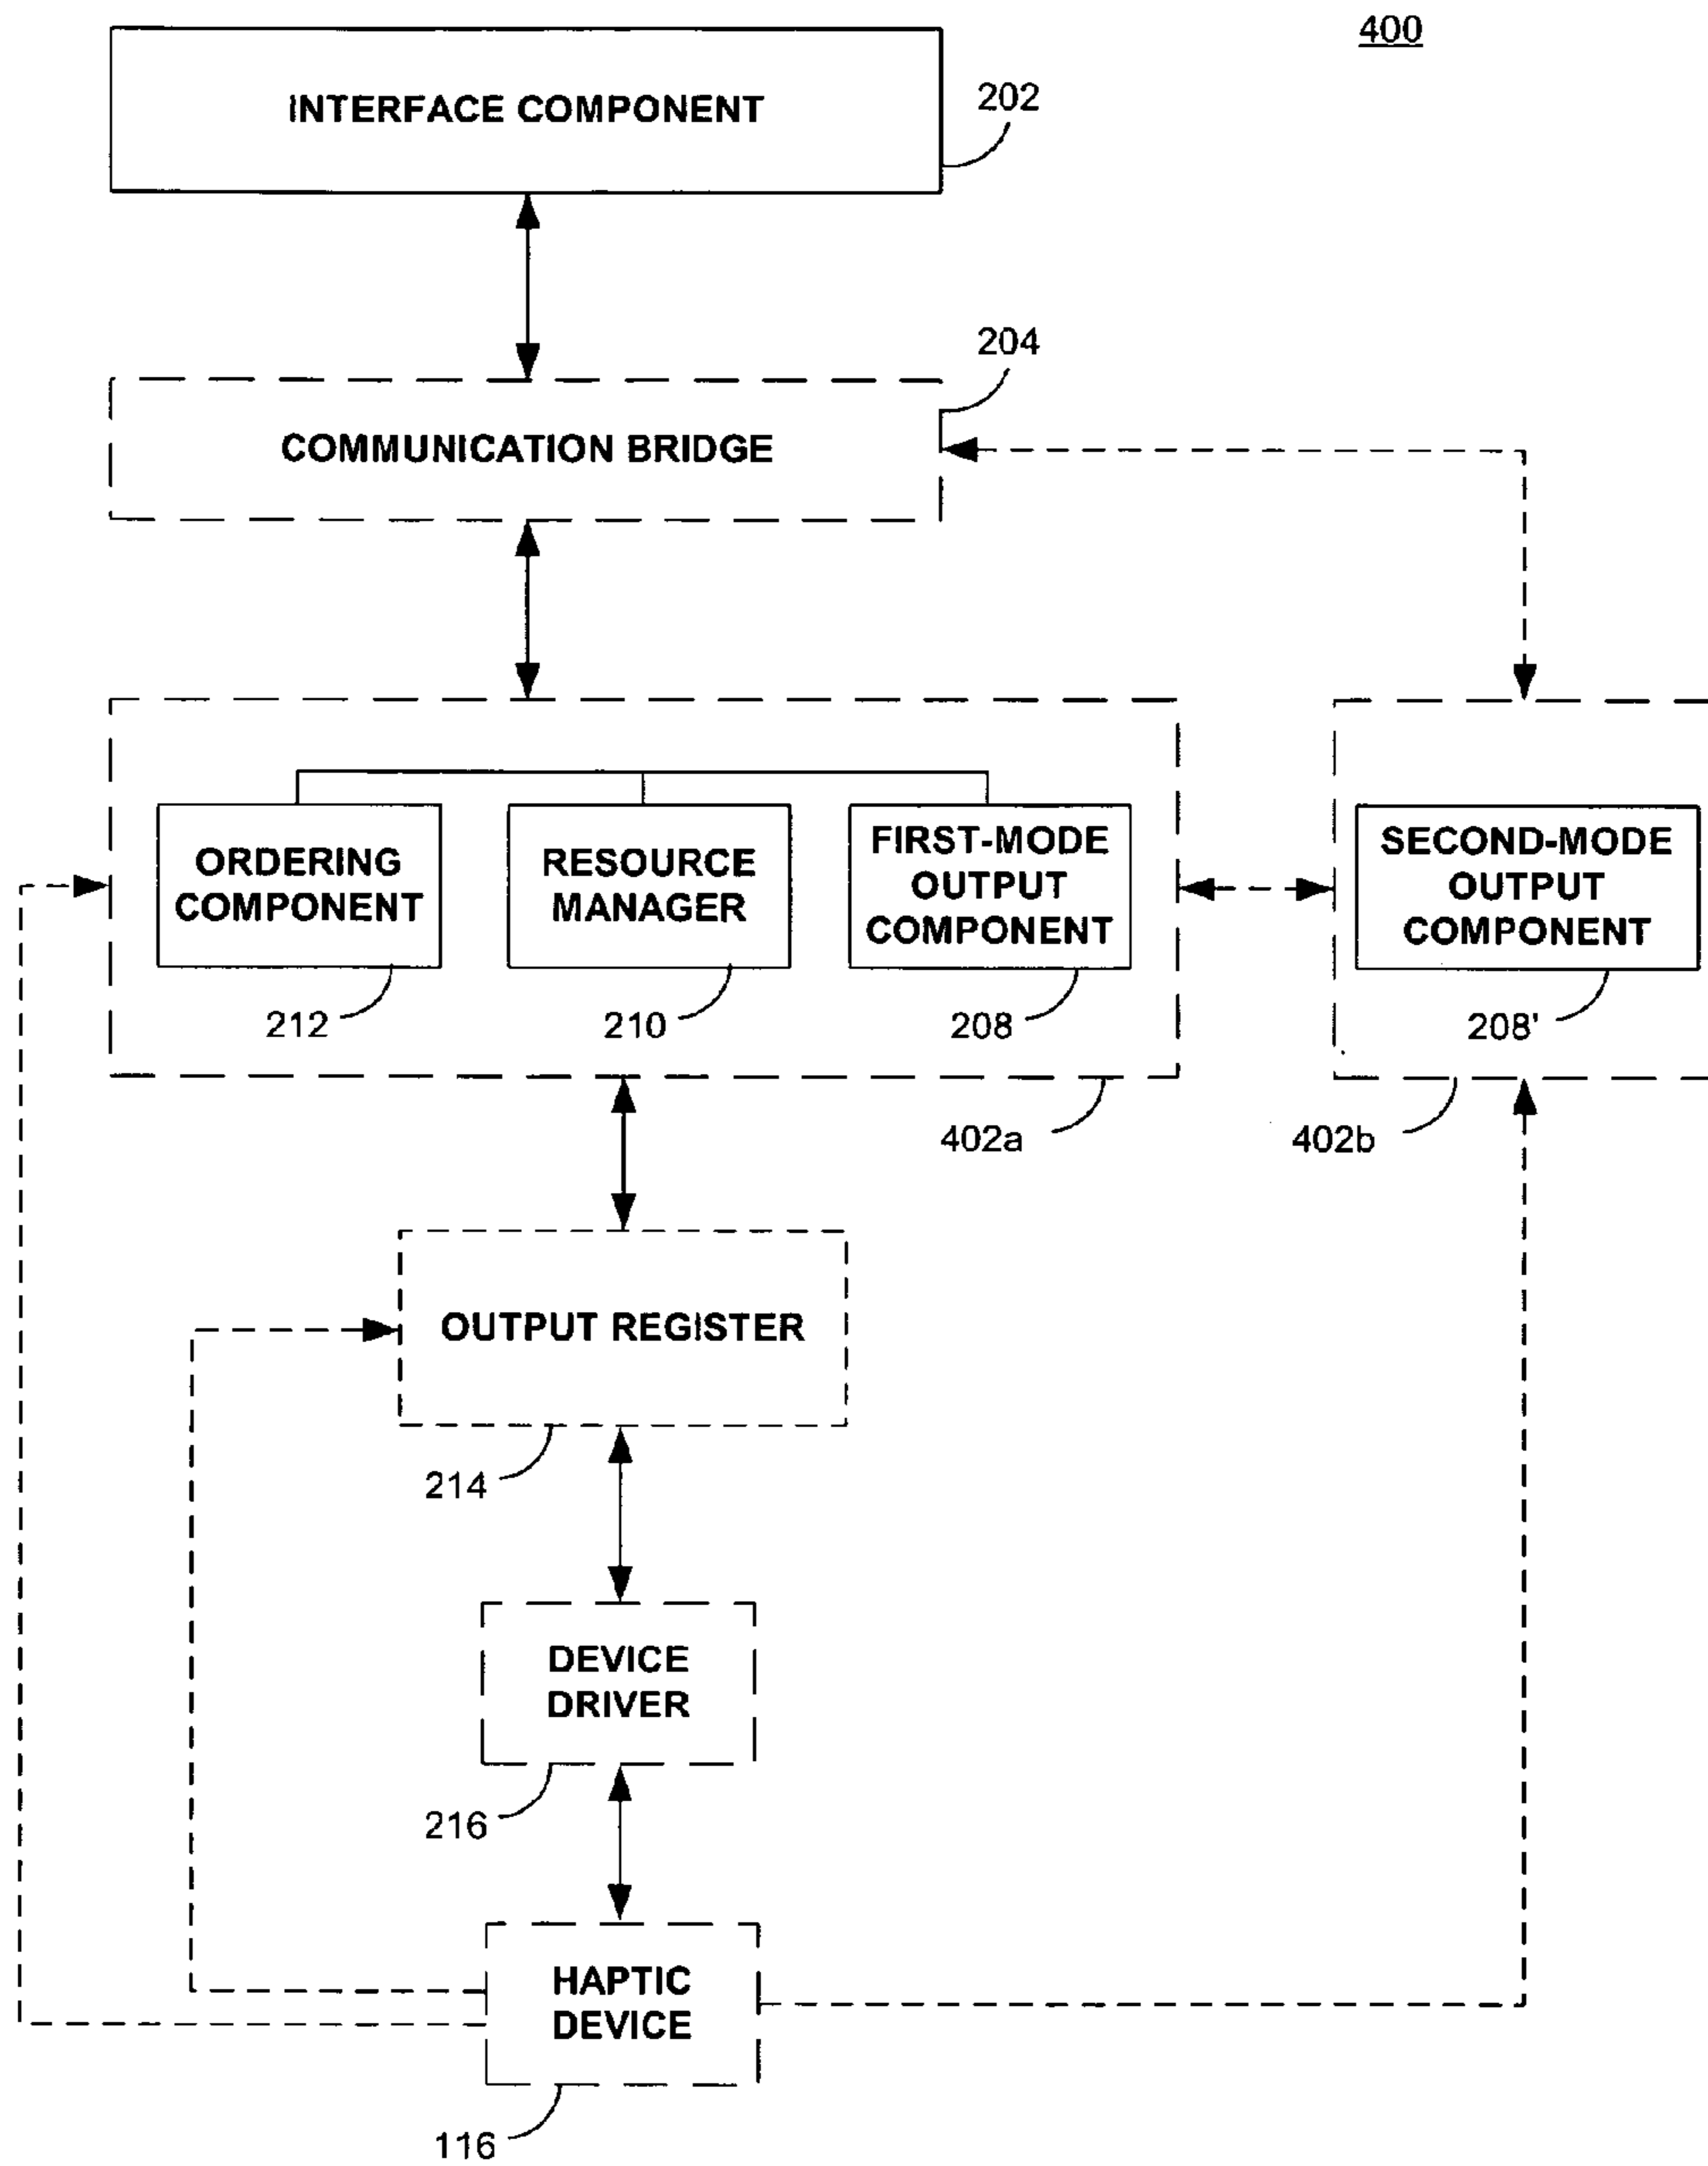 400
INTERFACE COMPONENT
202
204
COMMUNICATION BRIDGE
ORDERING
COMPONENT
RESOURCE
MANAGER
FIRST-MODE
OUTPUT
COMPONENT
SECOND-MODE
OUTPUT
COMPONENT
212
210
208
208'
402a
402b
OUTPUT REGISTER
214
DEVICE
DRIVER
216
HAPTIC
DEVICE
116